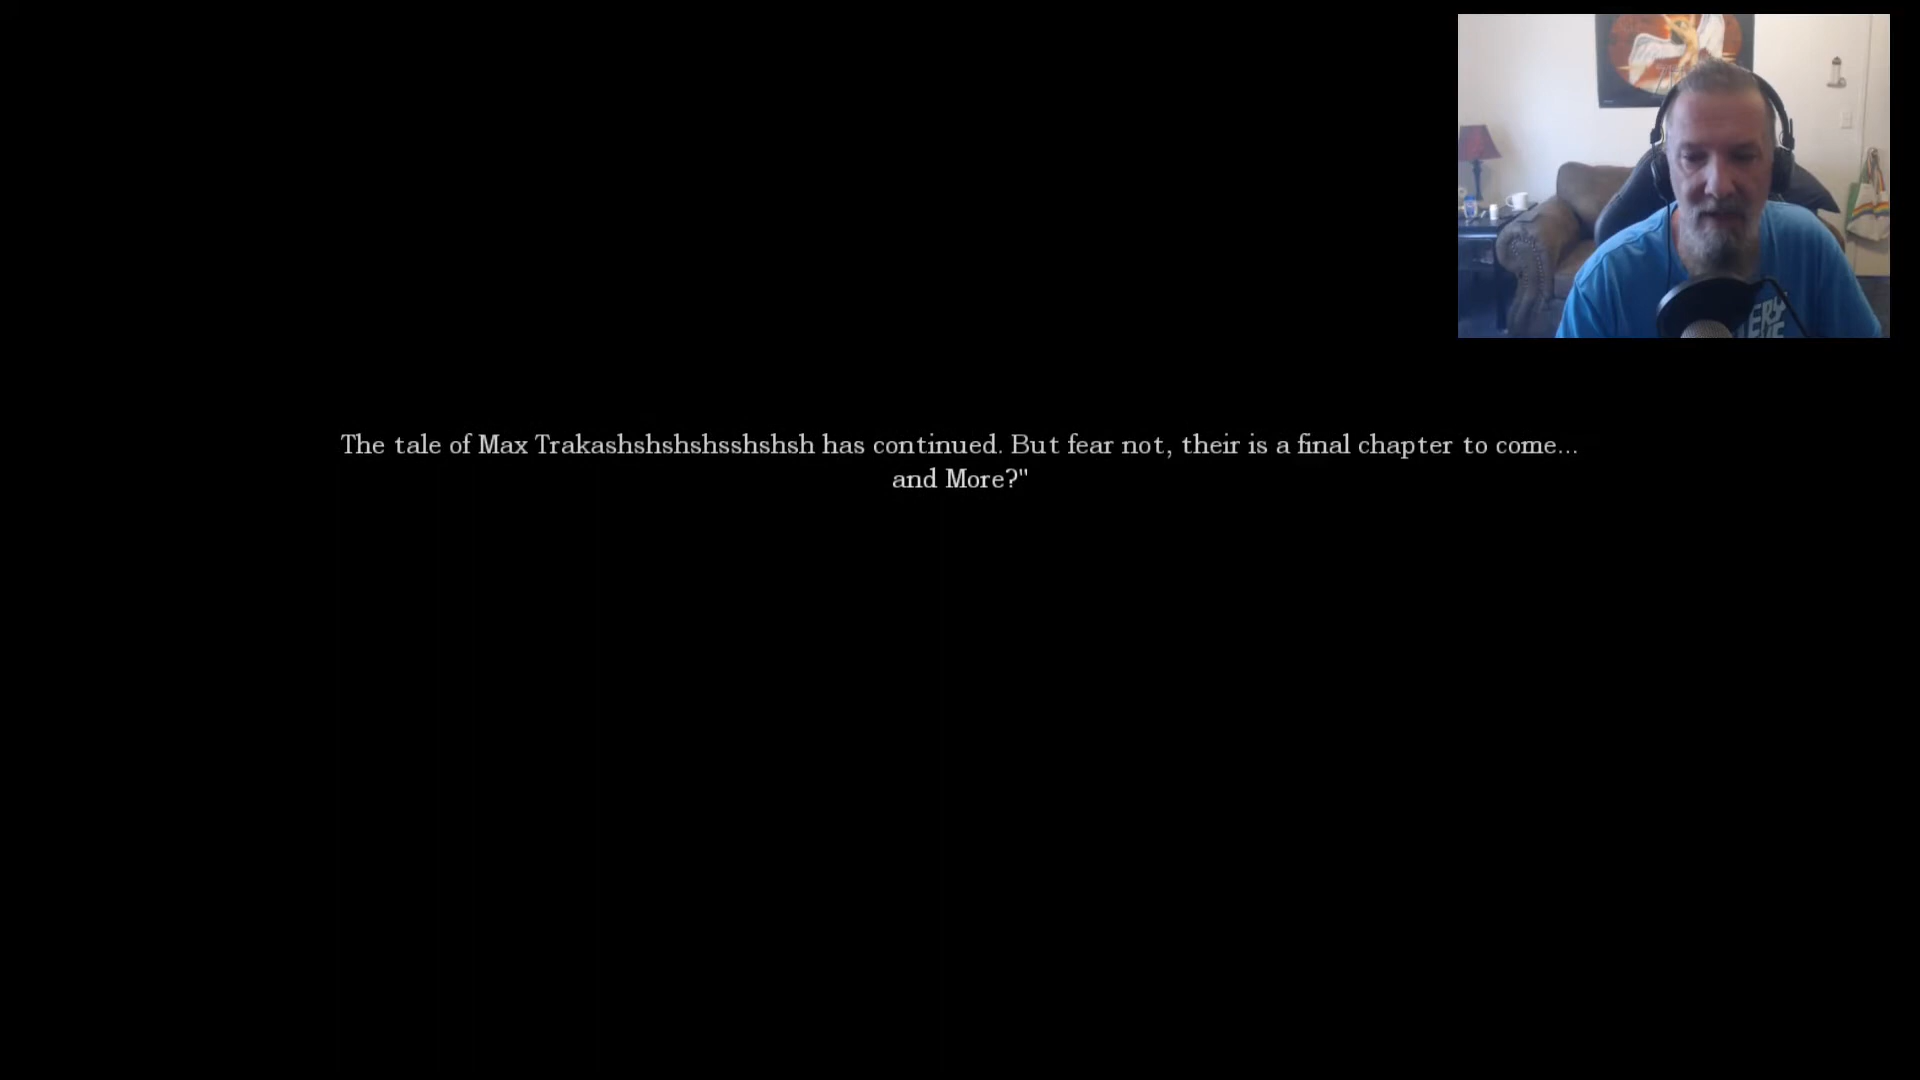 The tale of Max Trakashshshshsshshsh has continued. But fear not, their is a final chapter to come...
and More?"